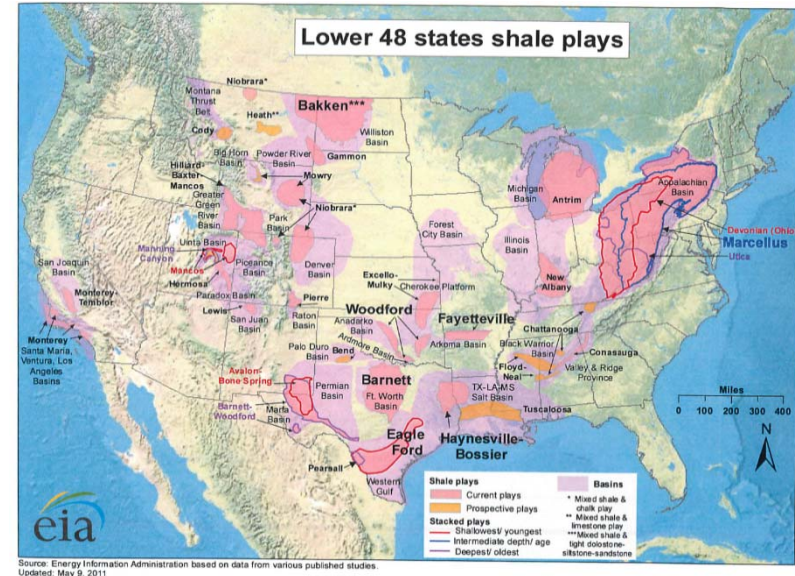 Lower 48 states shale plays
Niobrara*
Montana
Thrust
Belt
Bakken***
Heath**
Cody
Williston
Basin
Big Horn
Basin
Powder River
Basin
Gammon
Hilliard-
Baxter-
Mancos
Mowry
Greater
Green
River
Basin
Park
Basin
Niobrara*
Michigan
Basin
Antrim
Appalachian
Basin
Forest
City Basin
Illinois
Basin
Devonian (Ohio
Marcellus
Utica
Uinta Basin
Manning
Canyon
Mancos
Piceance
Basin
Denver
Basin
San Joaquin
Basin
Hermosa
Paradox Basin
Excello-
Mulky
Cherokee Platform
New
Albany
Monterey-
Temblor
Lewis
San Juan
Basin
Pierre
Raton
Basin
Woodford
Anadarko
Basin
Fayetteville
Arkoma Basin
Chattanooga
Black Warrior
Basin
Monterey
Santa Maria,
Ventura, Los
Angeles
Basins
Palo Duro
Basin
Bend
Ardmore Basin
Conasauga
Valley & Ridge
Province
Floyd-
Neal
Avalon-
Bone Spring
Permian
Basin
Barnett
Ft. Worth
Basin
TX-LA-MS
Salt Basin
Tuscaloosa
Barnett-
Woodford
Marfa
Basin
Eagle
Ford
Haynesville-
Bossier
Pearsall
Western
Gulf
Miles
0 100 200 300 400
N
Shale plays
Current plays
Prospective plays
Stacked plays
Shallowest/ youngest
Intermediate depth/ age
Deepest/ oldest
Basins
* Mixed shale &
chalk play
** Mixed shale &
limestone play
***Mixed shale &
tight dolostone-
siltstone-sandstone
eia
Source: Energy Information Administration based on data from various published studies.
Updated: May 9, 2011